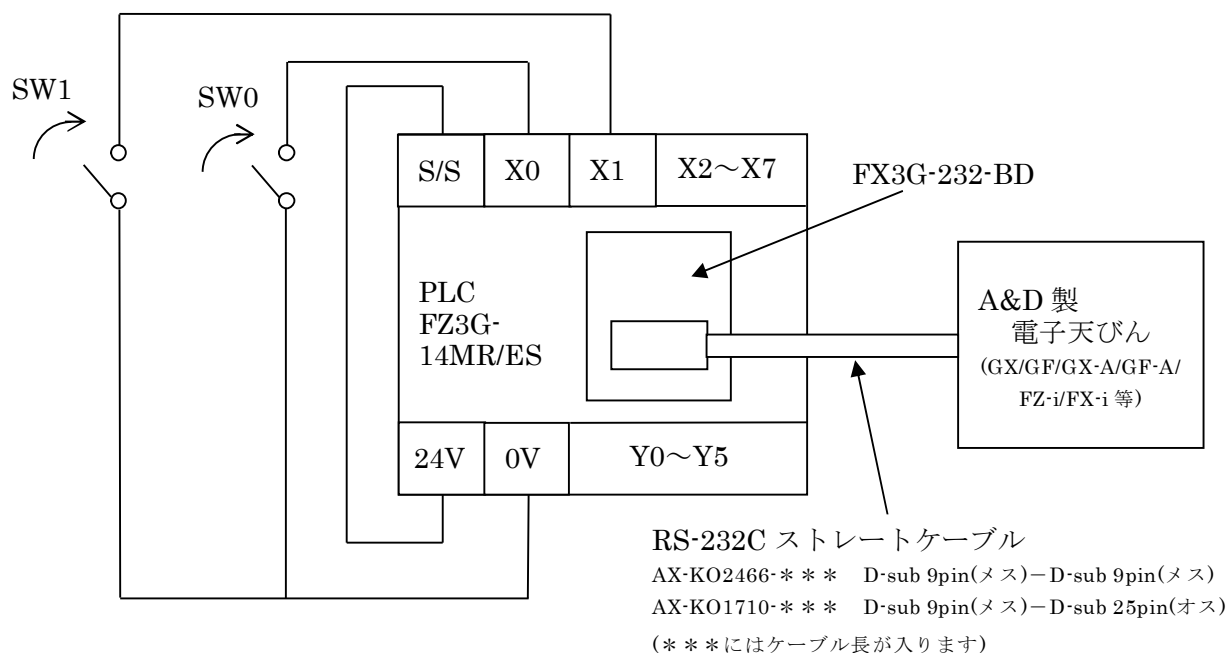 SW1
SW0
S/S
X0
X1
X2～X7
FX3G-232-BD
PLC
FZ3G-
14MR/ES
A&D 製
電子天びん
(GX/GF/GX-A/GF-A/
FZ-i/FX-i 等)
24V
0V
Y0～Y5
RS-232C ストレートケーブル
AX-KO2466-＊＊＊ D-sub 9pin(メス)－D-sub 9pin(メス)
AX-KO1710-＊＊＊ D-sub 9pin(メス)－D-sub 25pin(オス)
(＊＊＊にはケーブル長が入ります)